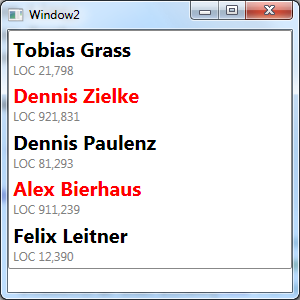 Window2
Tobias Grass
LOC 21,798
Dennis Zielke
LOC 921,831
Dennis Paulenz
LOC 81,293
Alex Bierhaus
LOC 911,239
Felix Leitner
LOC 12,390